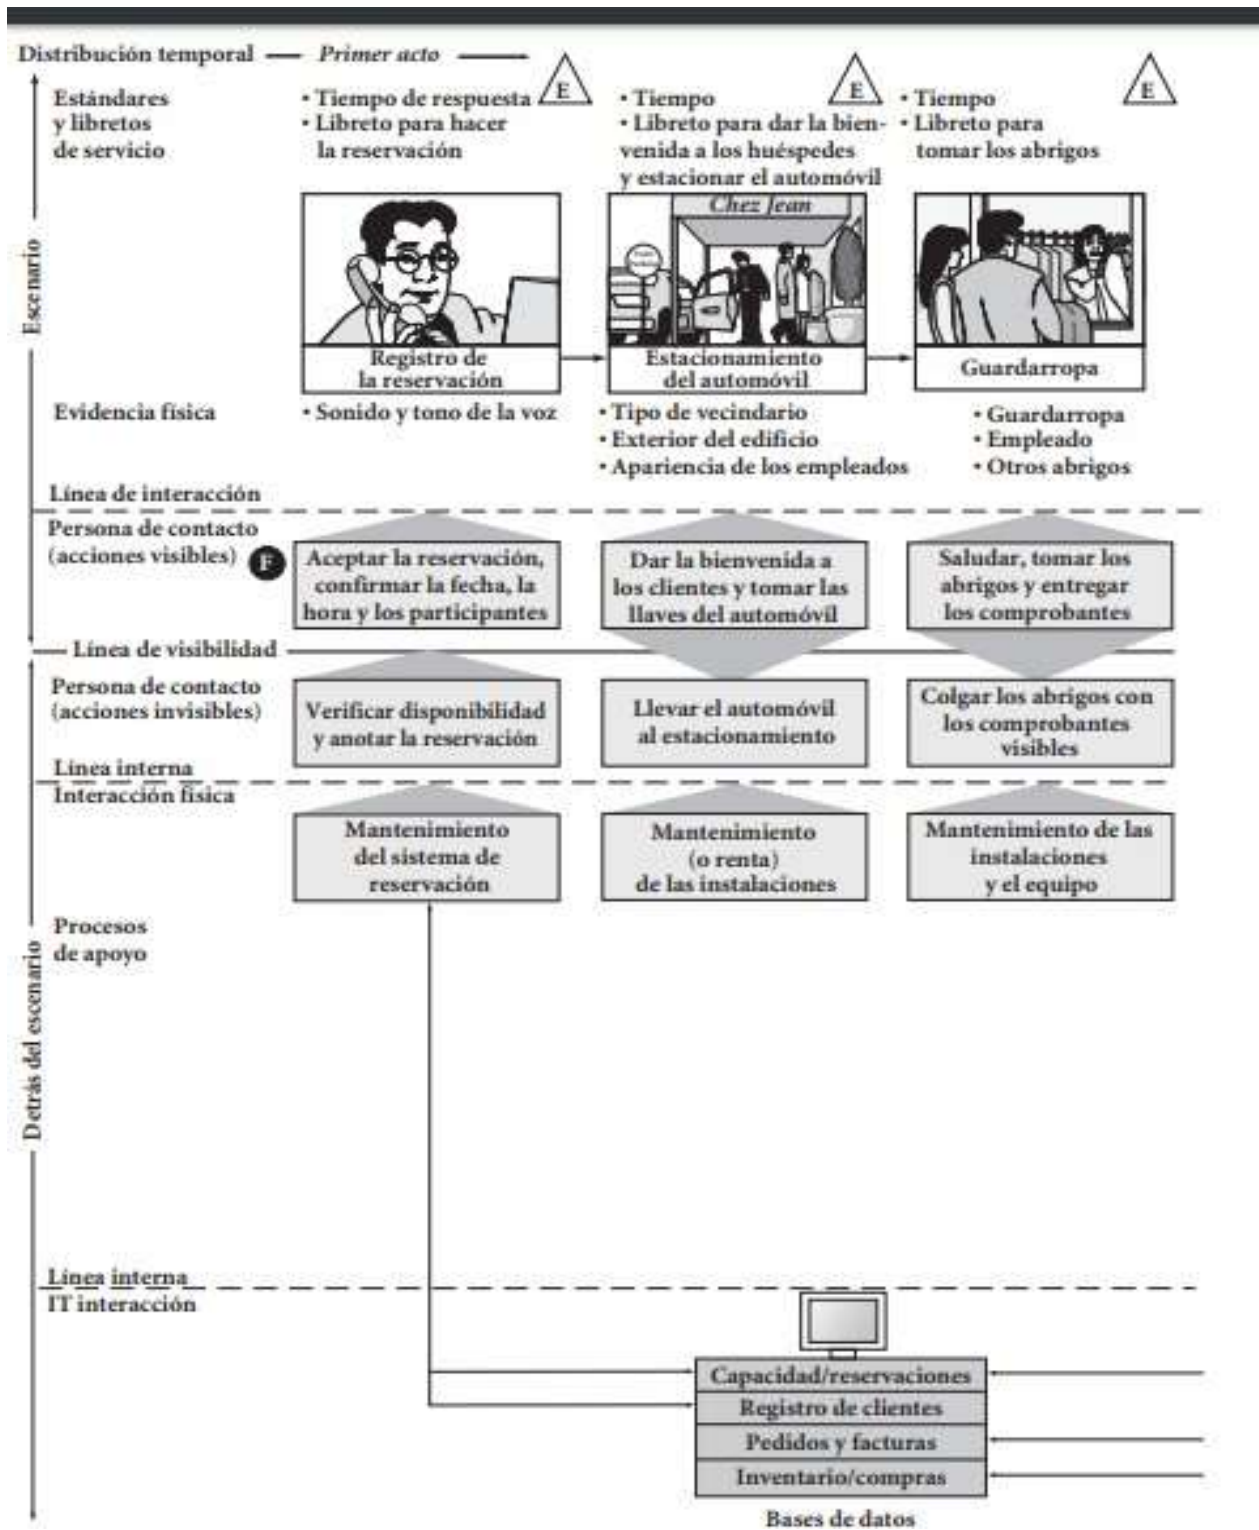 Distribución temporal — Primer acto
E
E
E
Estándares
y libretos
de servicio
• Tiempo de respuesta
• Libreto para hacer
la reservación
• Tiempo
• Libreto para dar la bien-
venida a los huéspedes
y estacionar el automóvil
• Tiempo
• Libreto para
tomar los abrigos
Escenario
Chez Jean
Registro de
la reservación
Estacionamiento
del automóvil
Guardarropa
Evidencia física
• Sonido y tono de la voz
• Tipo de vecindario
• Exterior del edificio
• Apariencia de los empleados
• Guardarropa
• Empleado
• Otros abrigos
Línea de interacción
Persona de contacto
(acciones visibles)
F
Aceptar la reservación,
confirmar la fecha, la
hora y los participantes
Dar la bienvenida a
los clientes y tomar las
llaves del automóvil
Saludar, tomar los
abrigos y entregar
los comprobantes
Línea de visibilidad
Persona de contacto
(acciones invisibles)
Verificar disponibilidad
y anotar la reservación
Llevar el automóvil
al estacionamiento
Colgar los abrigos con
los comprobantes
visibles
Línea interna
Interacción física
Mantenimiento
del sistema de
reservación
Mantenimiento
(o renta)
de las instalaciones
Mantenimiento de las
instalaciones
y el equipo
Procesos
de apoyo
Detrás del escenario
Línea interna
IT interacción
Capacidad/reservaciones
Registro de clientes
Pedidos y facturas
Inventario/compras
Bases de datos